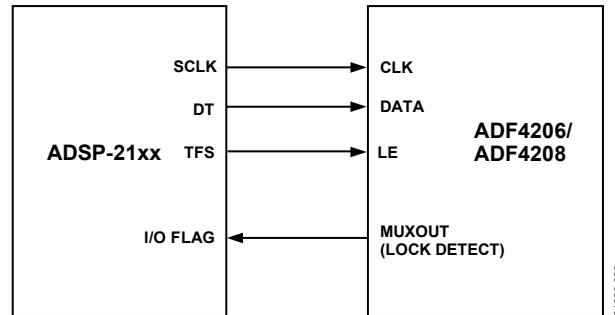 SCLK
CLK
DT
DATA
ADSP-21xx
TFS
LE
ADF4206/
ADF4208
I/O FLAG
MUXOUT
(LOCK DETECT)